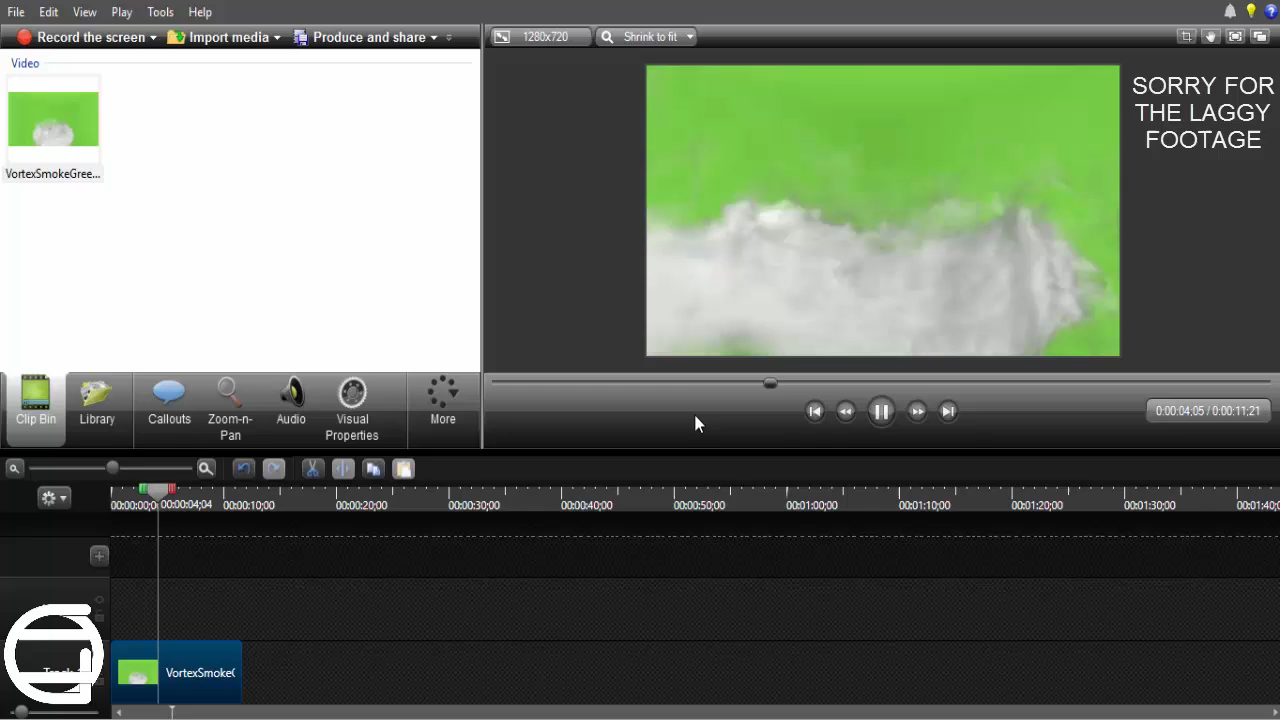 File Edit View Play Tools Help
Record the screen Import media Produce and share
1280x720 Shrink to fit
Video
SORRY FOR
THE LAGGY
FOOTAGE
VortexSmokeGree...
Clip Bin Library Callouts Zoom-n-Pan Audio Visual Properties More
0:00:04;05 / 0:00:11;21
00:00:00;0 00:00:04;04 00:00:10;00 00:00:20;00 00:00:30;00 00:00:40;00 00:00:50;00 00:01:00;00 00:01:10;00 00:01:20;00 00:01:30;00 00:01:40;0
VortexSmoke(